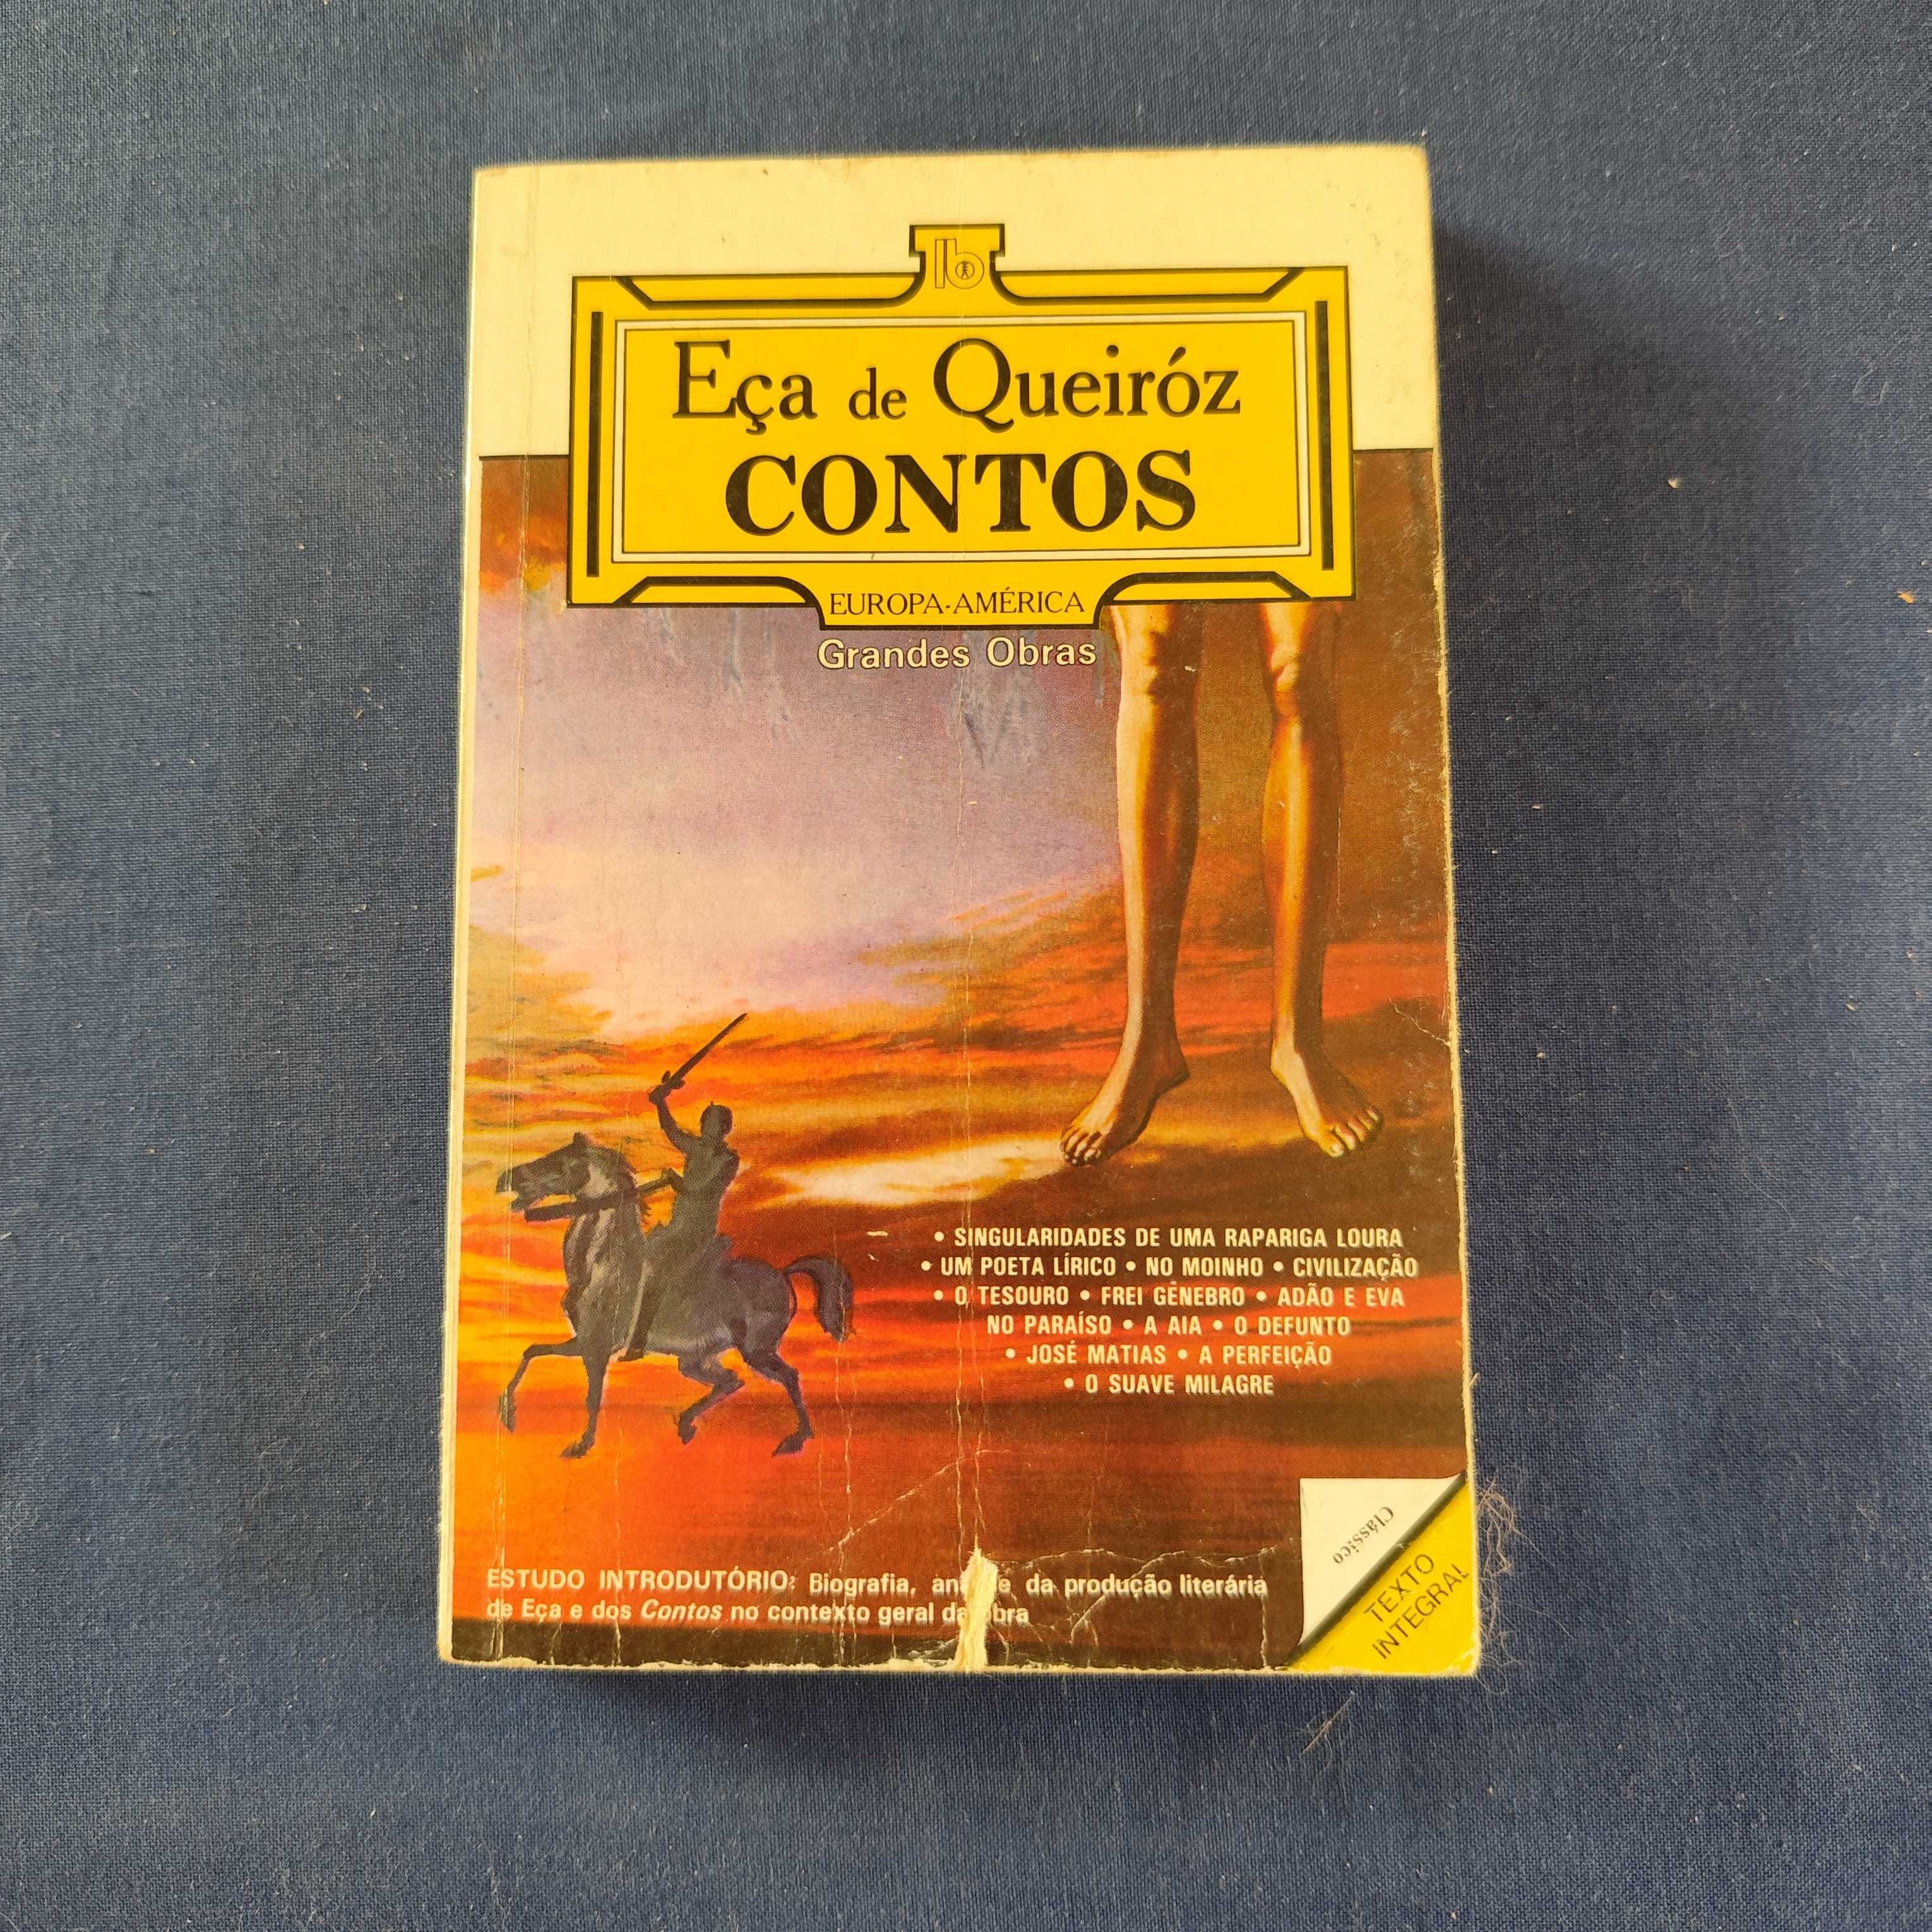 lb
Eça de Queiróz
CONTOS
EUROPA-AMÉRICA
Grandes Obras
• SINGULARIDADES DE UMA RAPARIGA LOURA
• UM POETA LÍRICO • NO MOINHO • CIVILIZAÇÃO
• O TESOURO • FREI GENEBRO • ADÃO E EVA
NO PARAÍSO • A AIA • O DEFUNTO
• JOSÉ MATIAS • A PERFEIÇÃO
• O SUAVE MILAGRE
ESTUDO INTRODUTÓRIO: Biografia, da produção literária
de Eça e dos Contos no contexto geral da obra
Clássico
TEXTO
INTEGRAL